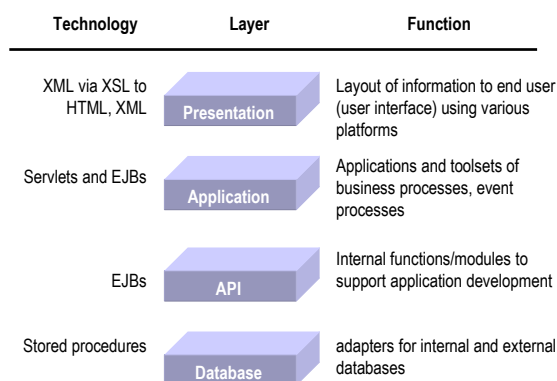 Technology Layer Function
XML via XSL to
HTML, XML
Presentation
Layout of information to end user
(user interface) using various
platforms
Servlets and EJBs
Application
Applications and toolsets of
business processes, event
processes
EJBs
API
Internal functions/modules to
support application development
Stored procedures
Database
adapters for internal and external
databases